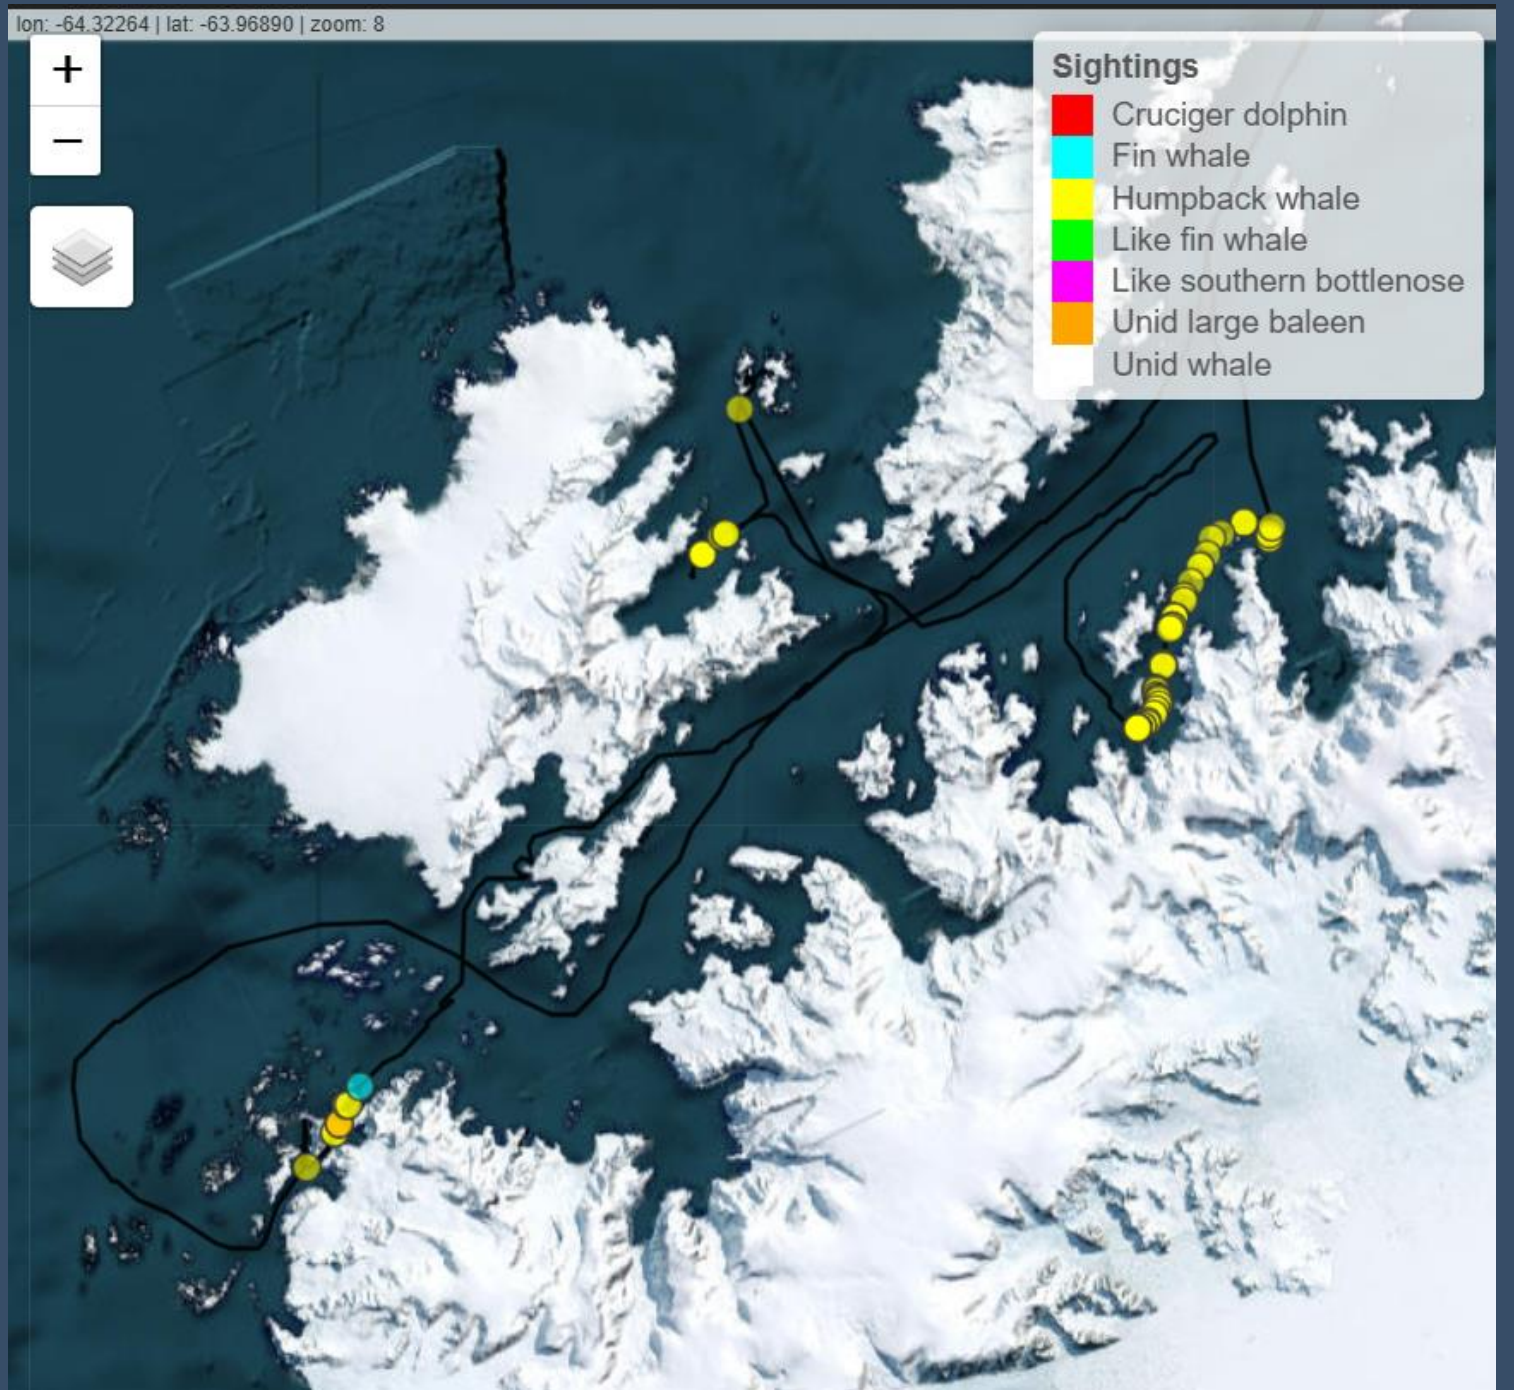 lon: -64.32264 | lat: -63.96890 | zoom: 8
+
−
Sightings
Cruciger dolphin
Fin whale
Humpback whale
Like fin whale
Like southern bottlenose
Unid large baleen
Unid whale